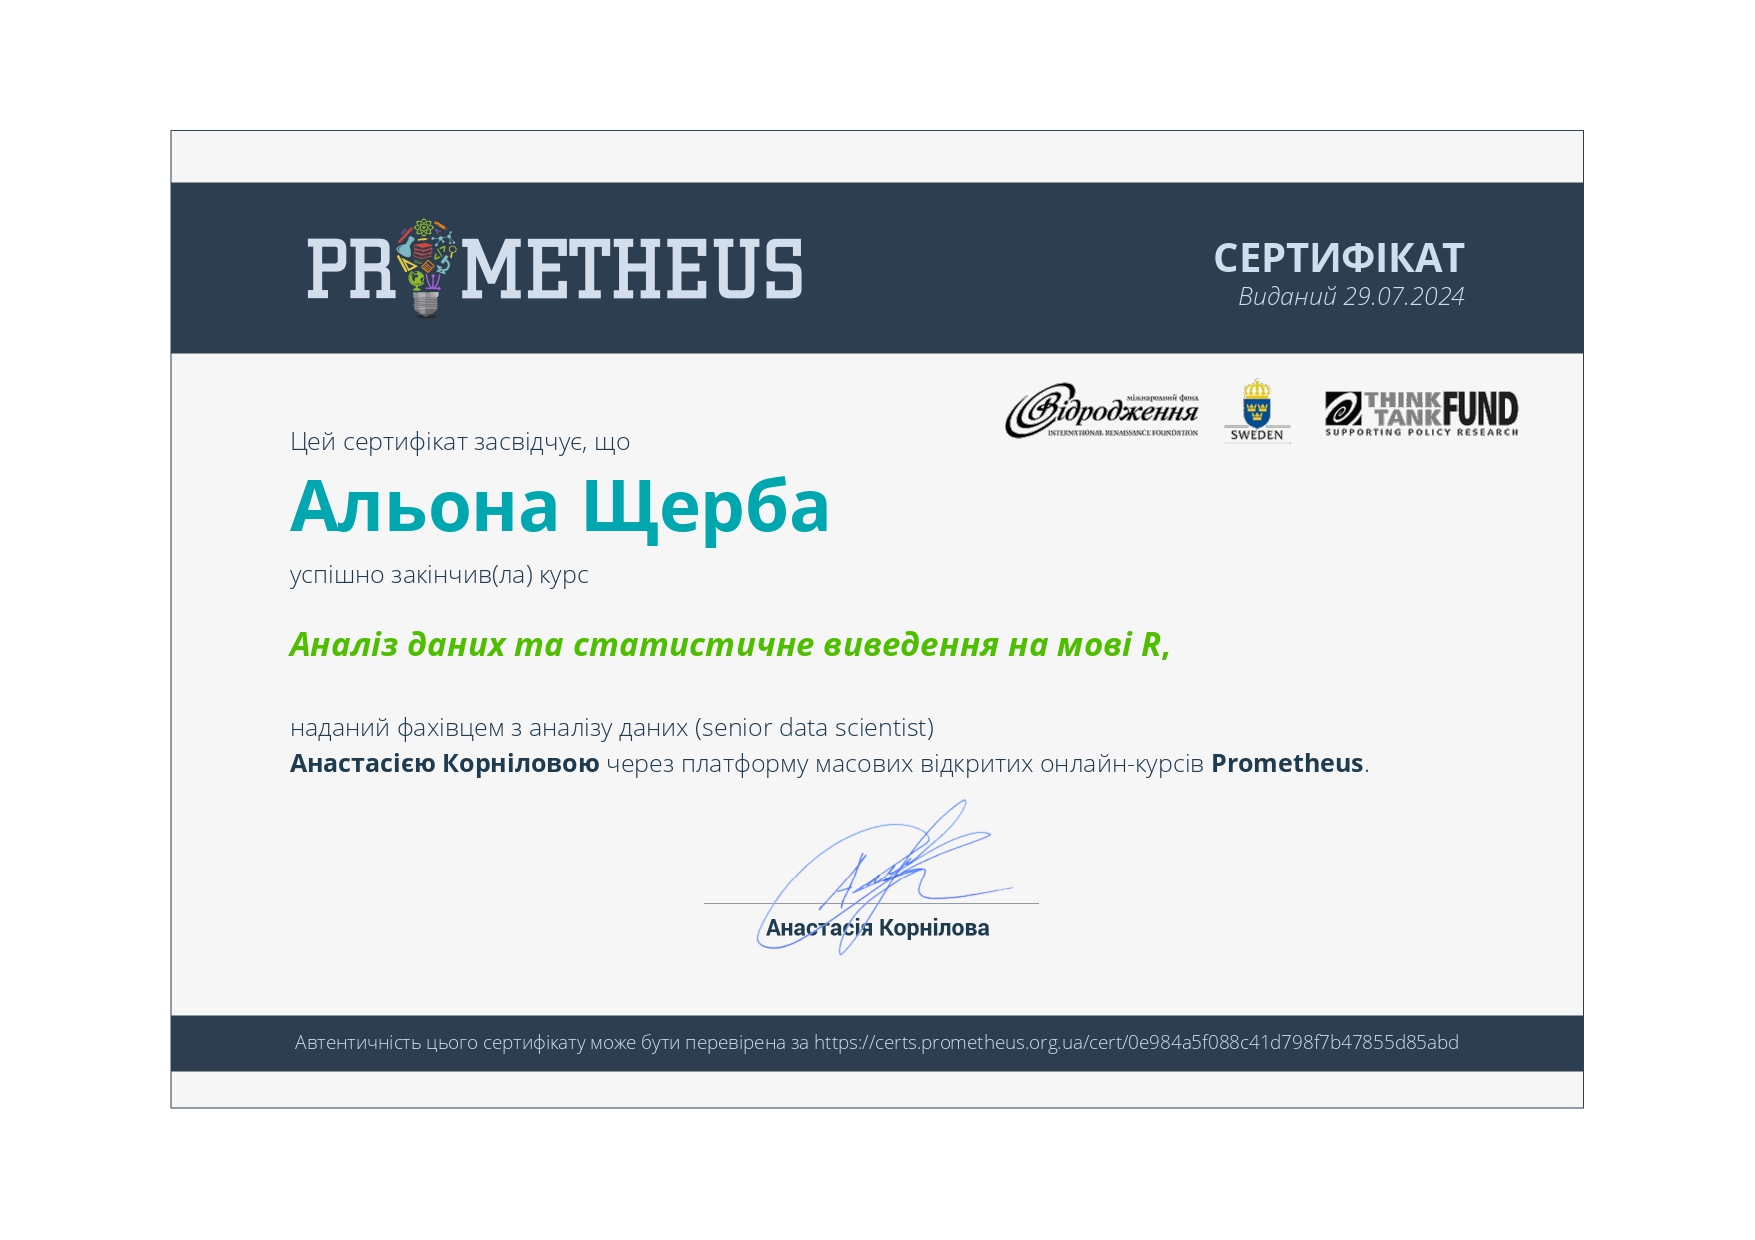 PROMETHEUS
СЕРТИФІКАТ
Виданий 29.07.2024
Відродження
міжнародний фонд
INTERNATIONAL RENAISSANCE FOUNDATION
SWEDEN
THINK
TANK FUND
SUPPORTING POLICY RESEARCH
Цей сертифікат засвідчує, що
Альона Щерба
успішно закінчив(ла) курс
Аналіз даних та статистичне виведення на мові R,
наданий фахівцем з аналізу даних (senior data scientist)
Анастасією Корніловою через платформу масових відкритих онлайн-курсів Prometheus.
Анастасія Корнілова
Автентичність цього сертифікату може бути перевірена за https://certs.prometheus.org.ua/cert/0e984a5f088c41d798f7b47855d85abd